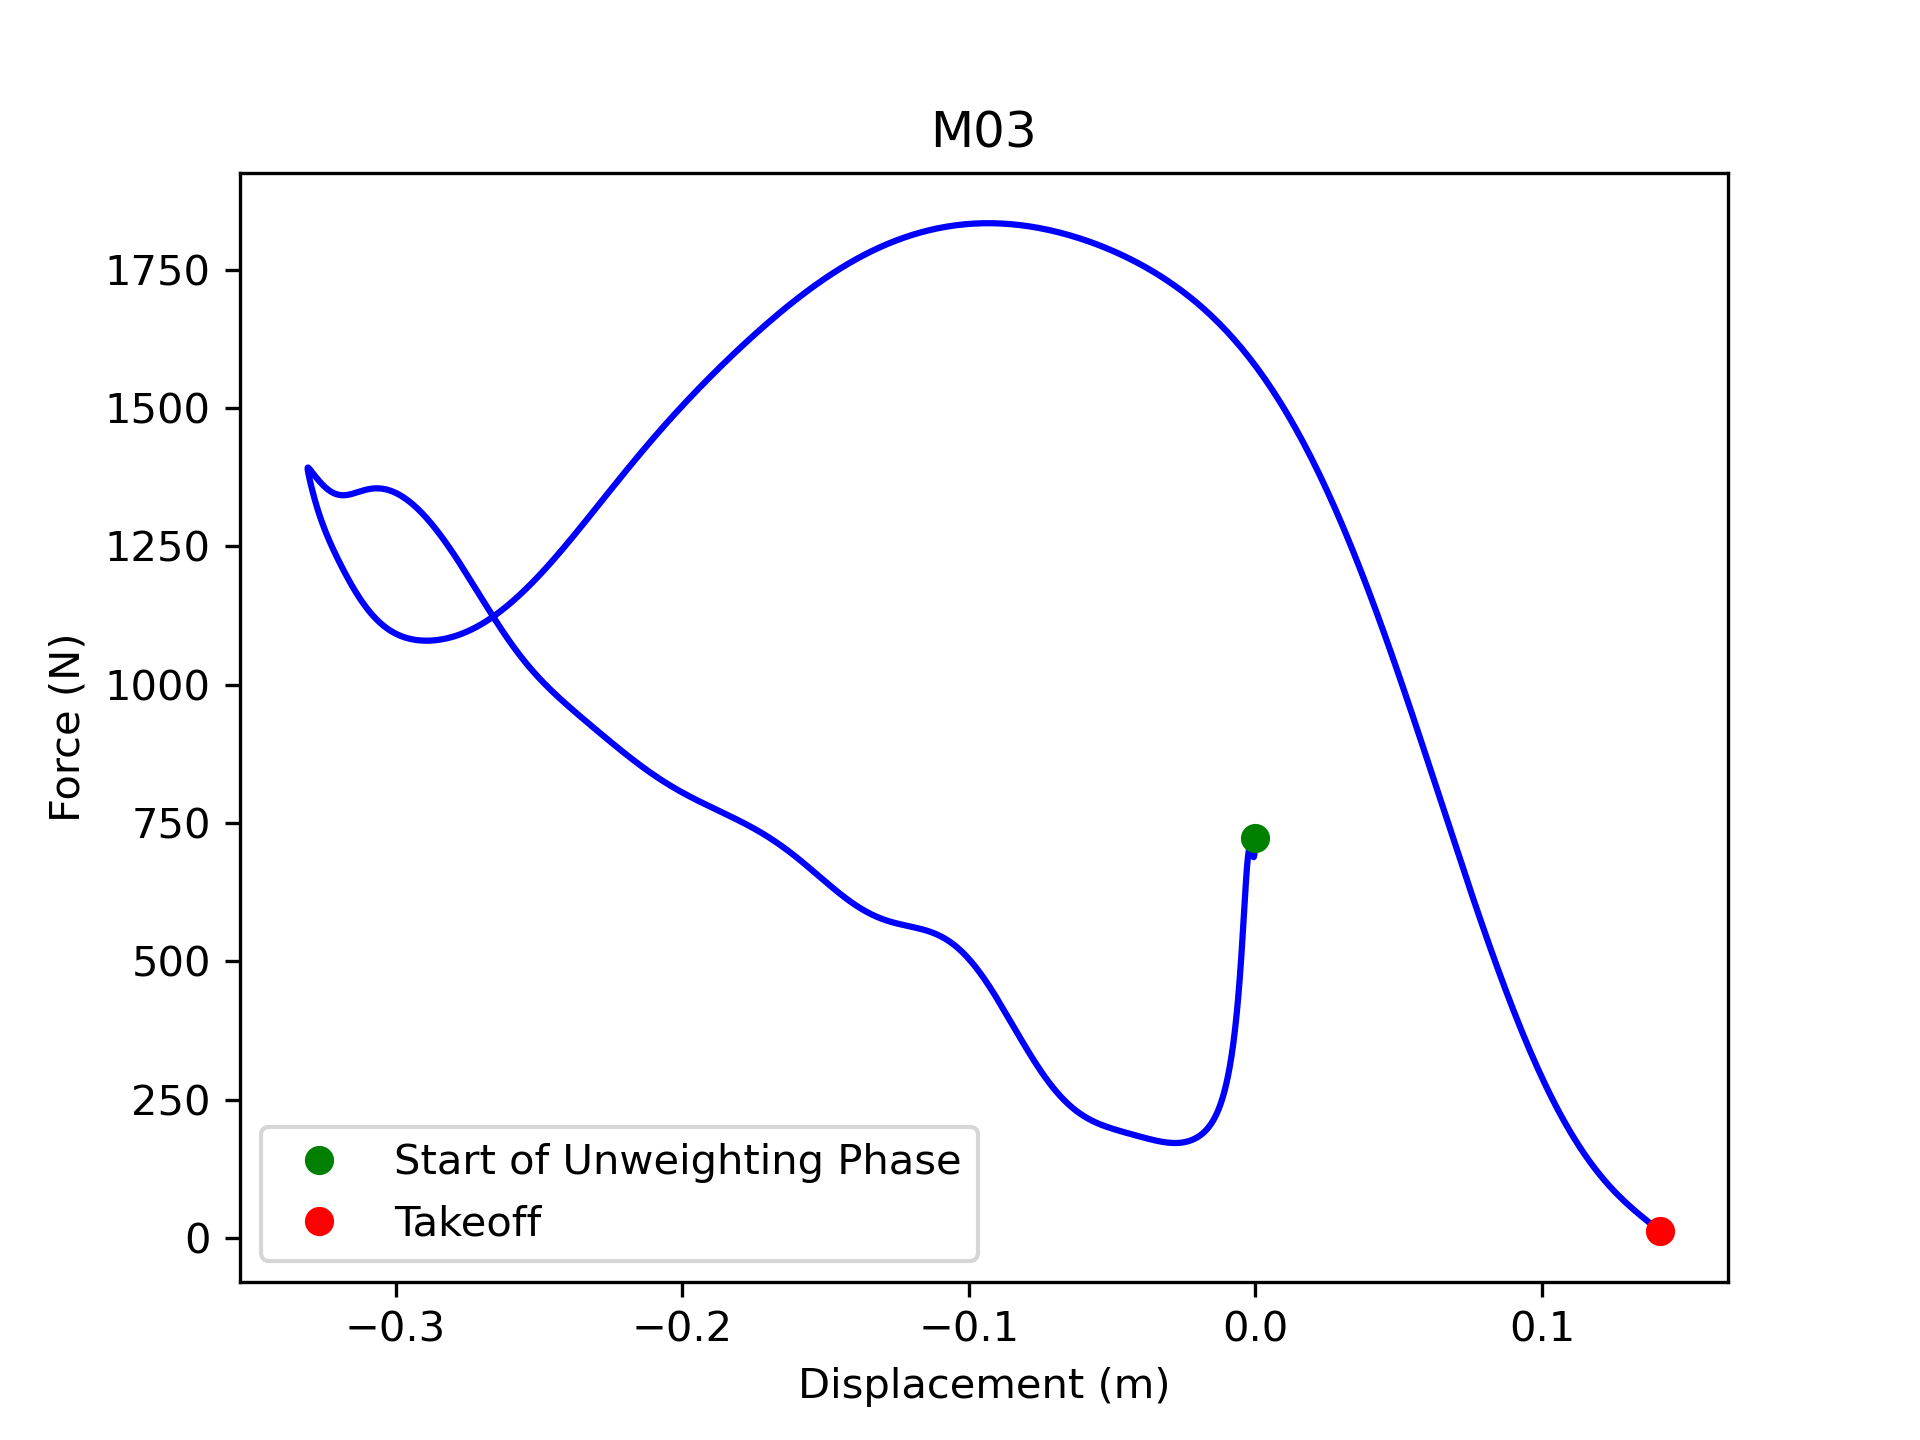 M03
Force (N)
1750
1500
1250
1000
750
500
250
0
Start of Unweighting Phase
Takeoff
−0.3 −0.2 −0.1 0.0 0.1
Displacement (m)